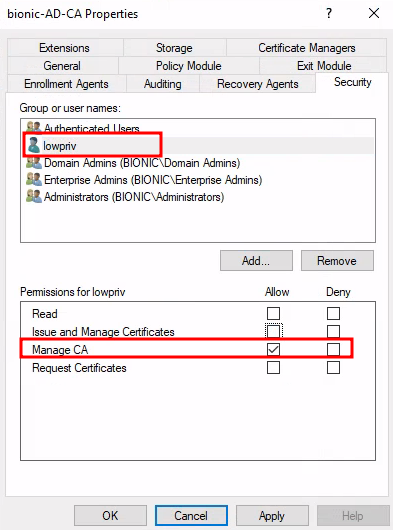 bionic-AD-CA Properties
?
Extensions Storage Certificate Managers
General Policy Module Exit Module
Enrollment Agents Auditing Recovery Agents Security
Group or user names:
Authenticated Users
lowpriv
Domain Admins (BIONIC\Domain Admins)
Enterprise Admins (BIONIC\Enterprise Admins)
Administrators (BIONIC\Administrators)
Add... Remove
Permissions for lowpriv Allow Deny
Read
Issue and Manage Certificates
Manage CA
Request Certificates
OK Cancel Apply Help